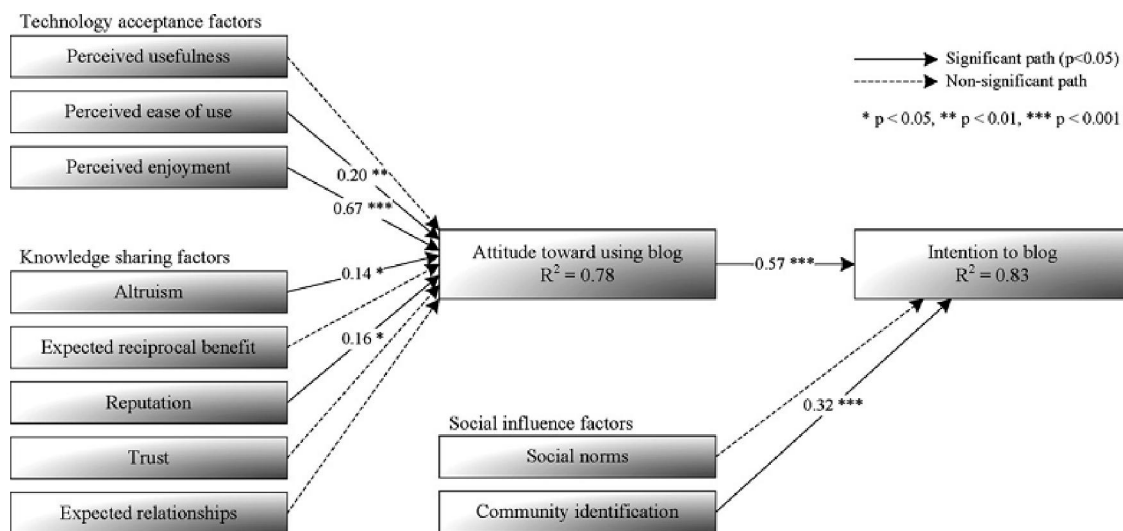 Technology acceptance factors
Perceived usefulness
Perceived ease of use
Perceived enjoyment
Knowledge sharing factors
Altruism
Expected reciprocal benefit
Reputation
Trust
Expected relationships
0.20 **
0.67 ***
0.14 *
0.16 *
Attitude toward using blog
R² = 0.78
0.57 ***
Intention to blog
R² = 0.83
Social influence factors
Social norms
Community identification
0.32 ***
Significant path (p<0.05)
Non-significant path
* p < 0.05, ** p < 0.01, *** p < 0.001